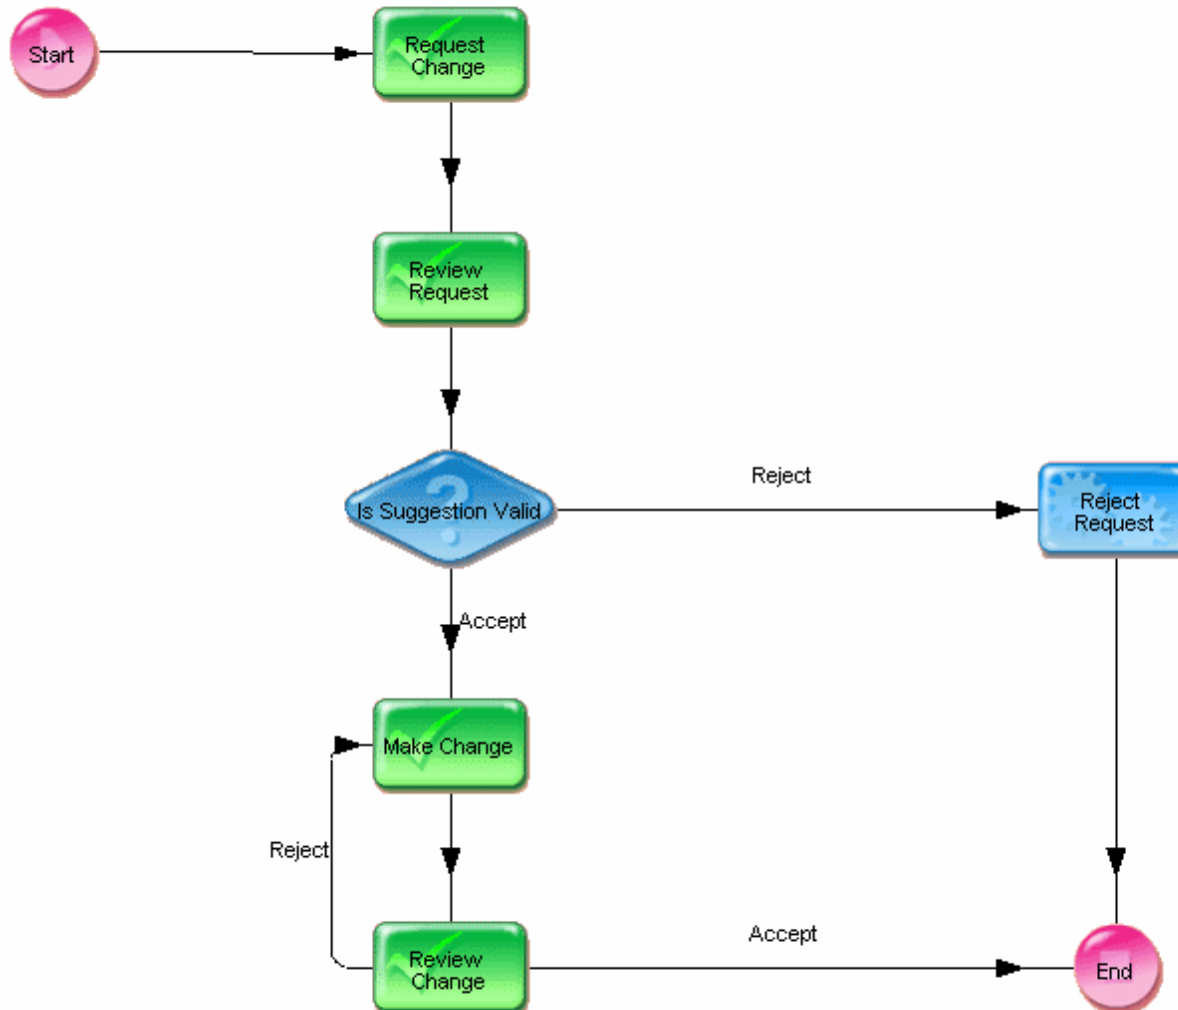 Start
Request
Change
Review
Request
Is Suggestion Valid
Reject
Reject
Request
Accept
Make Change
Reject
Review
Change
Accept
End